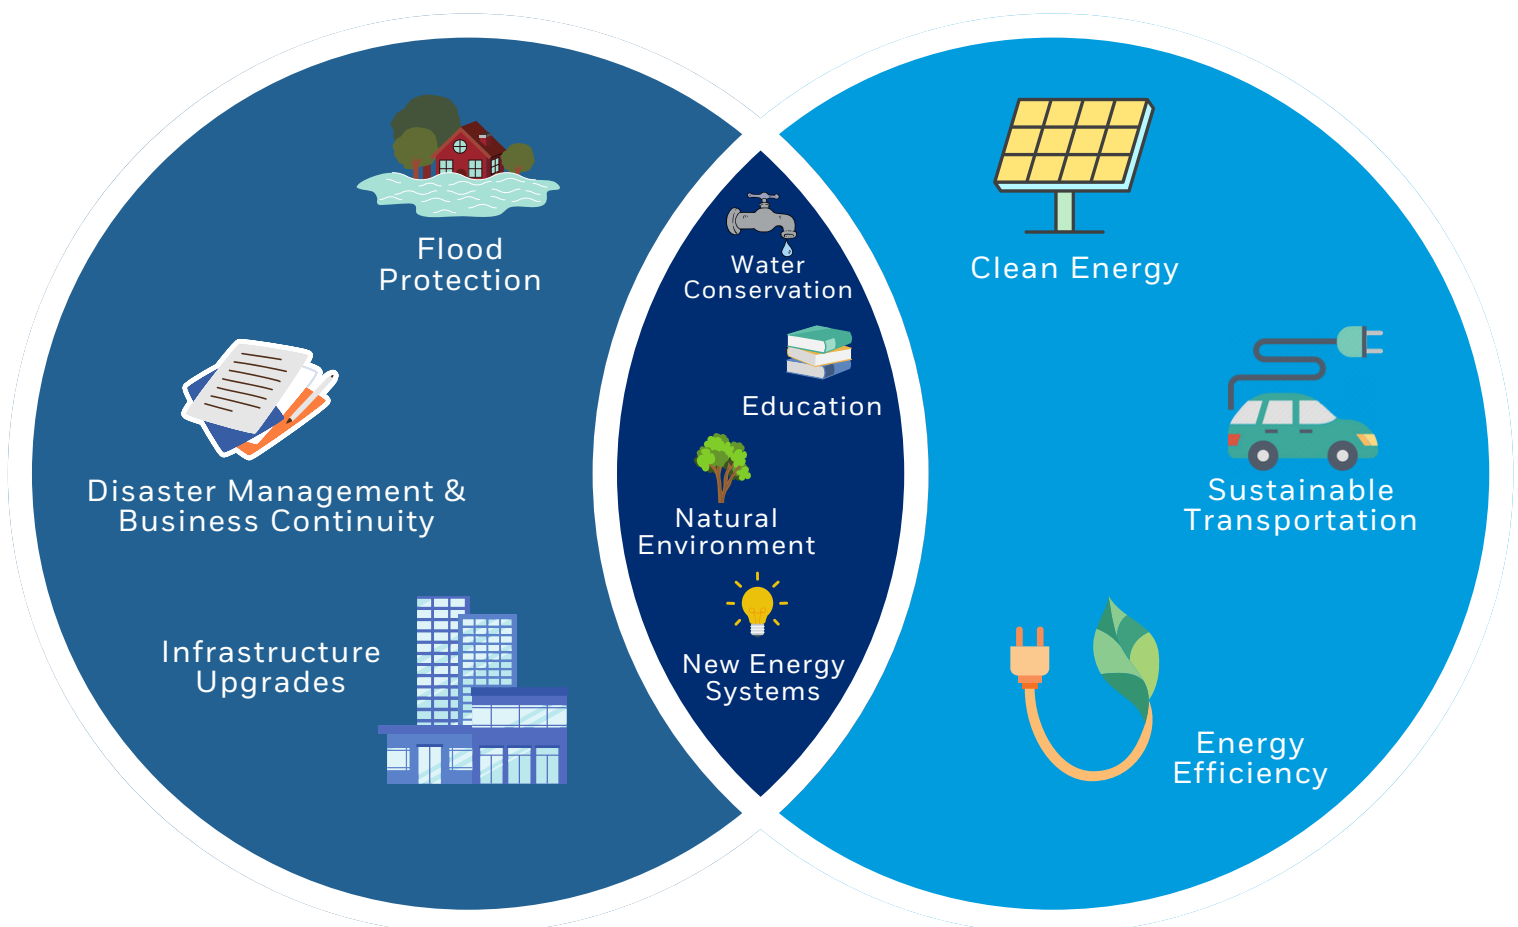 Flood
Protection
Disaster Management &
Business Continuity
Infrastructure
Upgrades
Water
Conservation
Education
Natural
Environment
New Energy
Systems
Clean Energy
Sustainable
Transportation
Energy
Efficiency